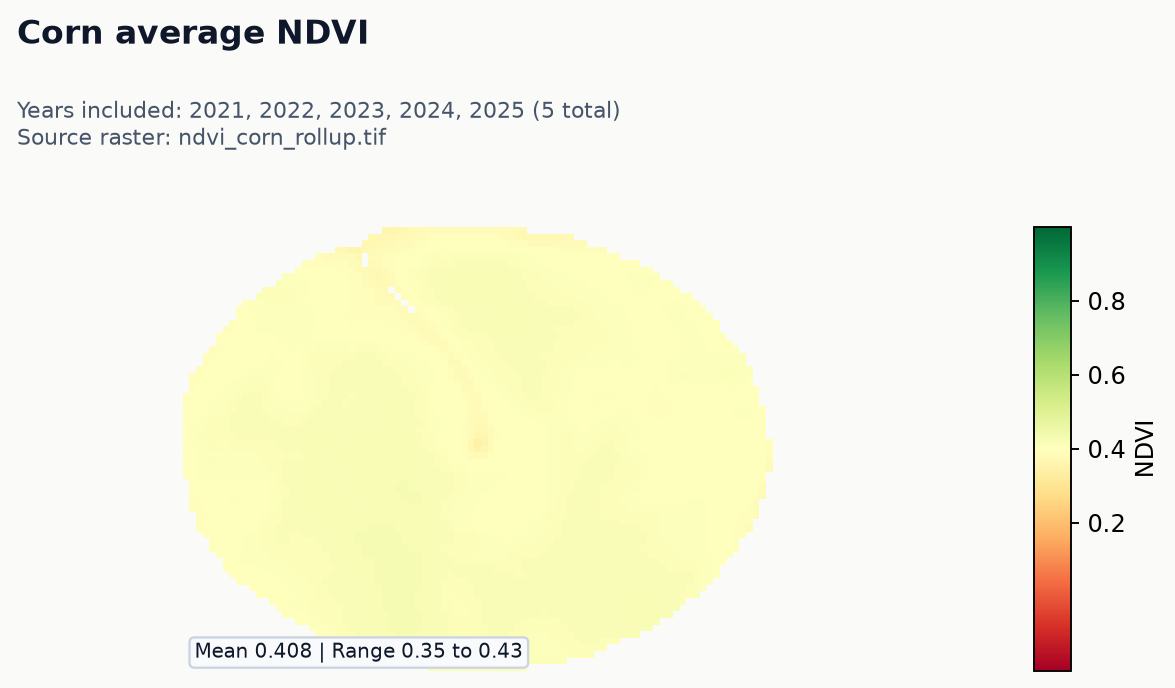 Corn average NDVI
Years included: 2021, 2022, 2023, 2024, 2025 (5 total)
Source raster: ndvi_corn_rollup.tif
0.8
0.6
0.4
0.2
NDVI
Mean 0.408 | Range 0.35 to 0.43